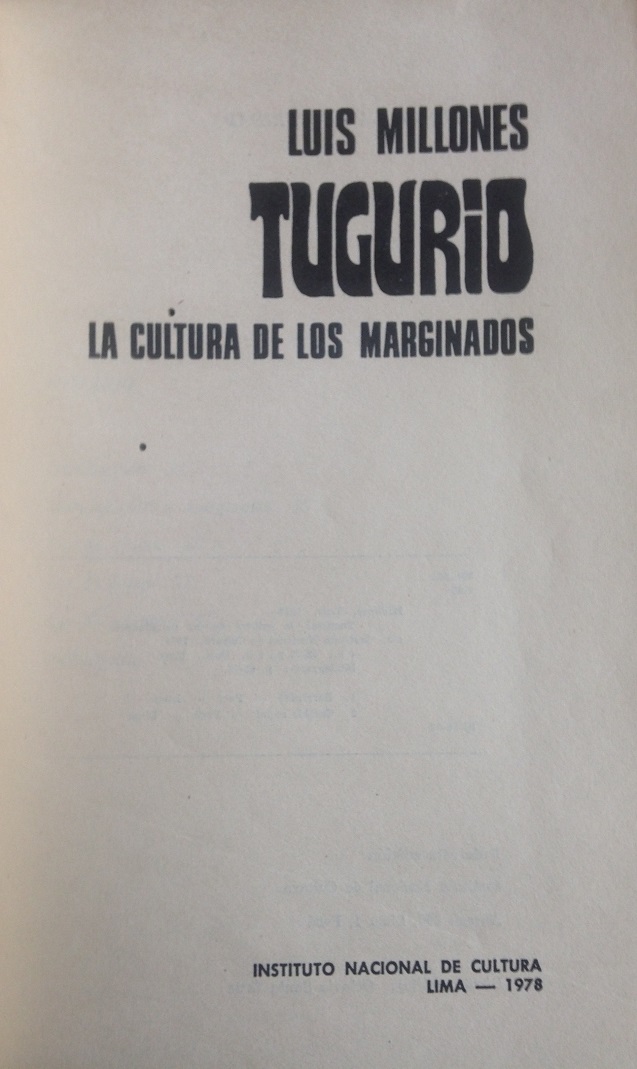 LUIS MILLONES
TUGURiO
LA CULTURA DE LOS MARGINADOS
INSTITUTO NACIONAL DE CULTURA
LIMA — 1978